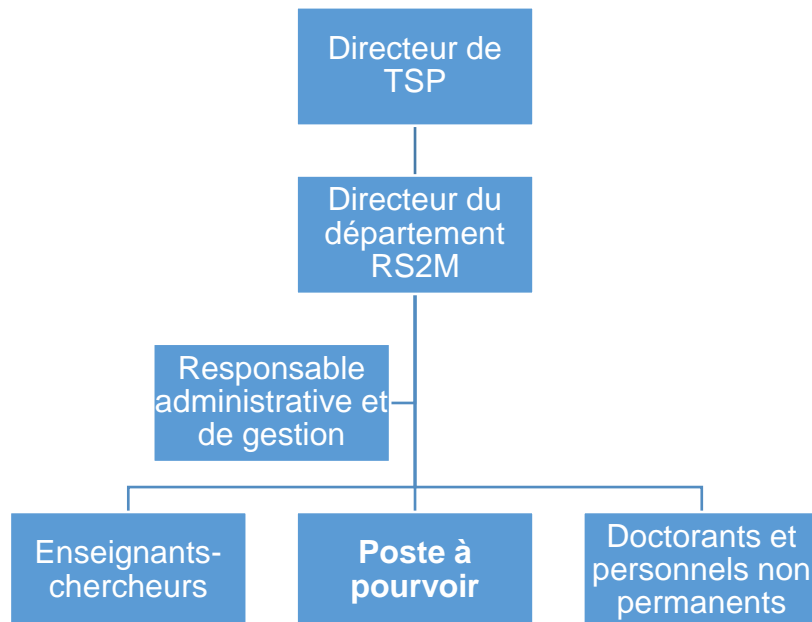 Directeur de
TSP
Directeur du
département
RS2M
Responsable
administrative et
de gestion
Enseignants-
chercheurs
Poste à
pourvoir
Doctorants et
personnels non
permanents